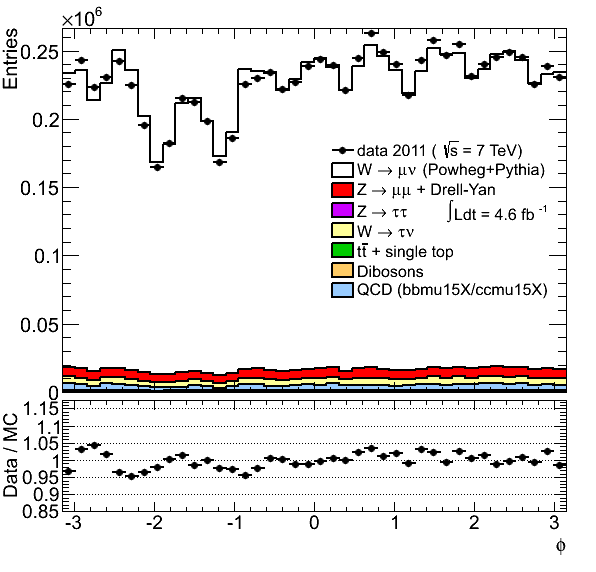 ×10⁶
Entries
0.25
0.2
0.15
0.1
0.05
0
data 2011 ( √s = 7 TeV)
W → μν (Powheg+Pythia)
Z → μμ + Drell-Yan
Z → ττ
∫Ldt = 4.6 fb⁻¹
W → τν
tt̄ + single top
Dibosons
QCD (bbmu15X/ccmu15X)
Data / MC
1.15
1.1
1.05
1
0.95
0.9
0.85
-3 -2 -1 0 1 2 3
ϕ